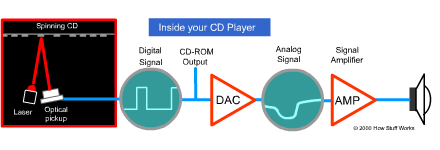 Inside your CD Player
Spinning CD
Laser
Optical
pickup
Digital
Signal
CD-ROM
Output
DAC
Analog
Signal
Signal
Amplifier
AMP
© 2000 How Stuff Works